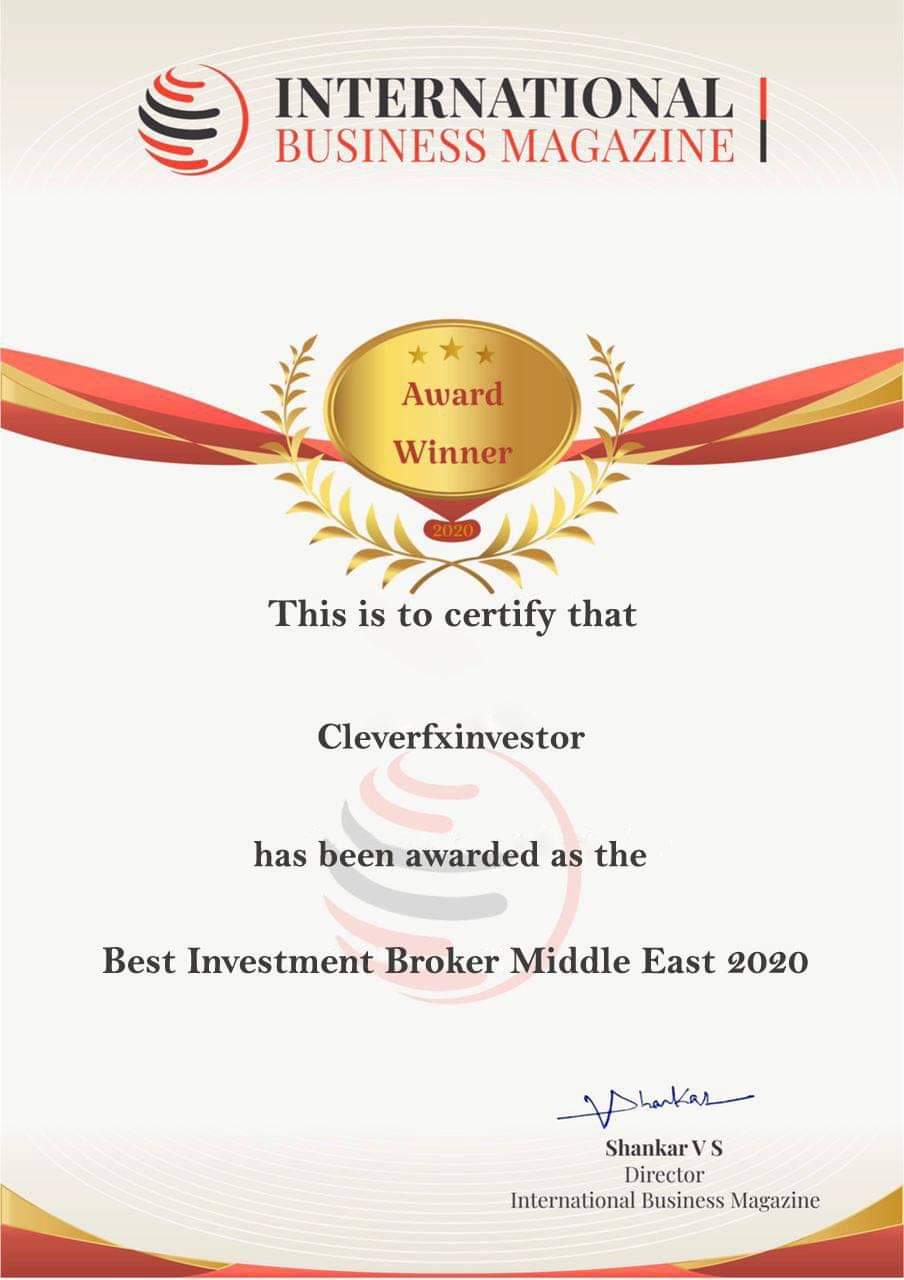 INTERNATIONAL
BUSINESS MAGAZINE
Award
Winner
2020
This is to certify that
Cleverfxinvestor
has been awarded as the
Best Investment Broker Middle East 2020
Shankar V S
Director
International Business Magazine